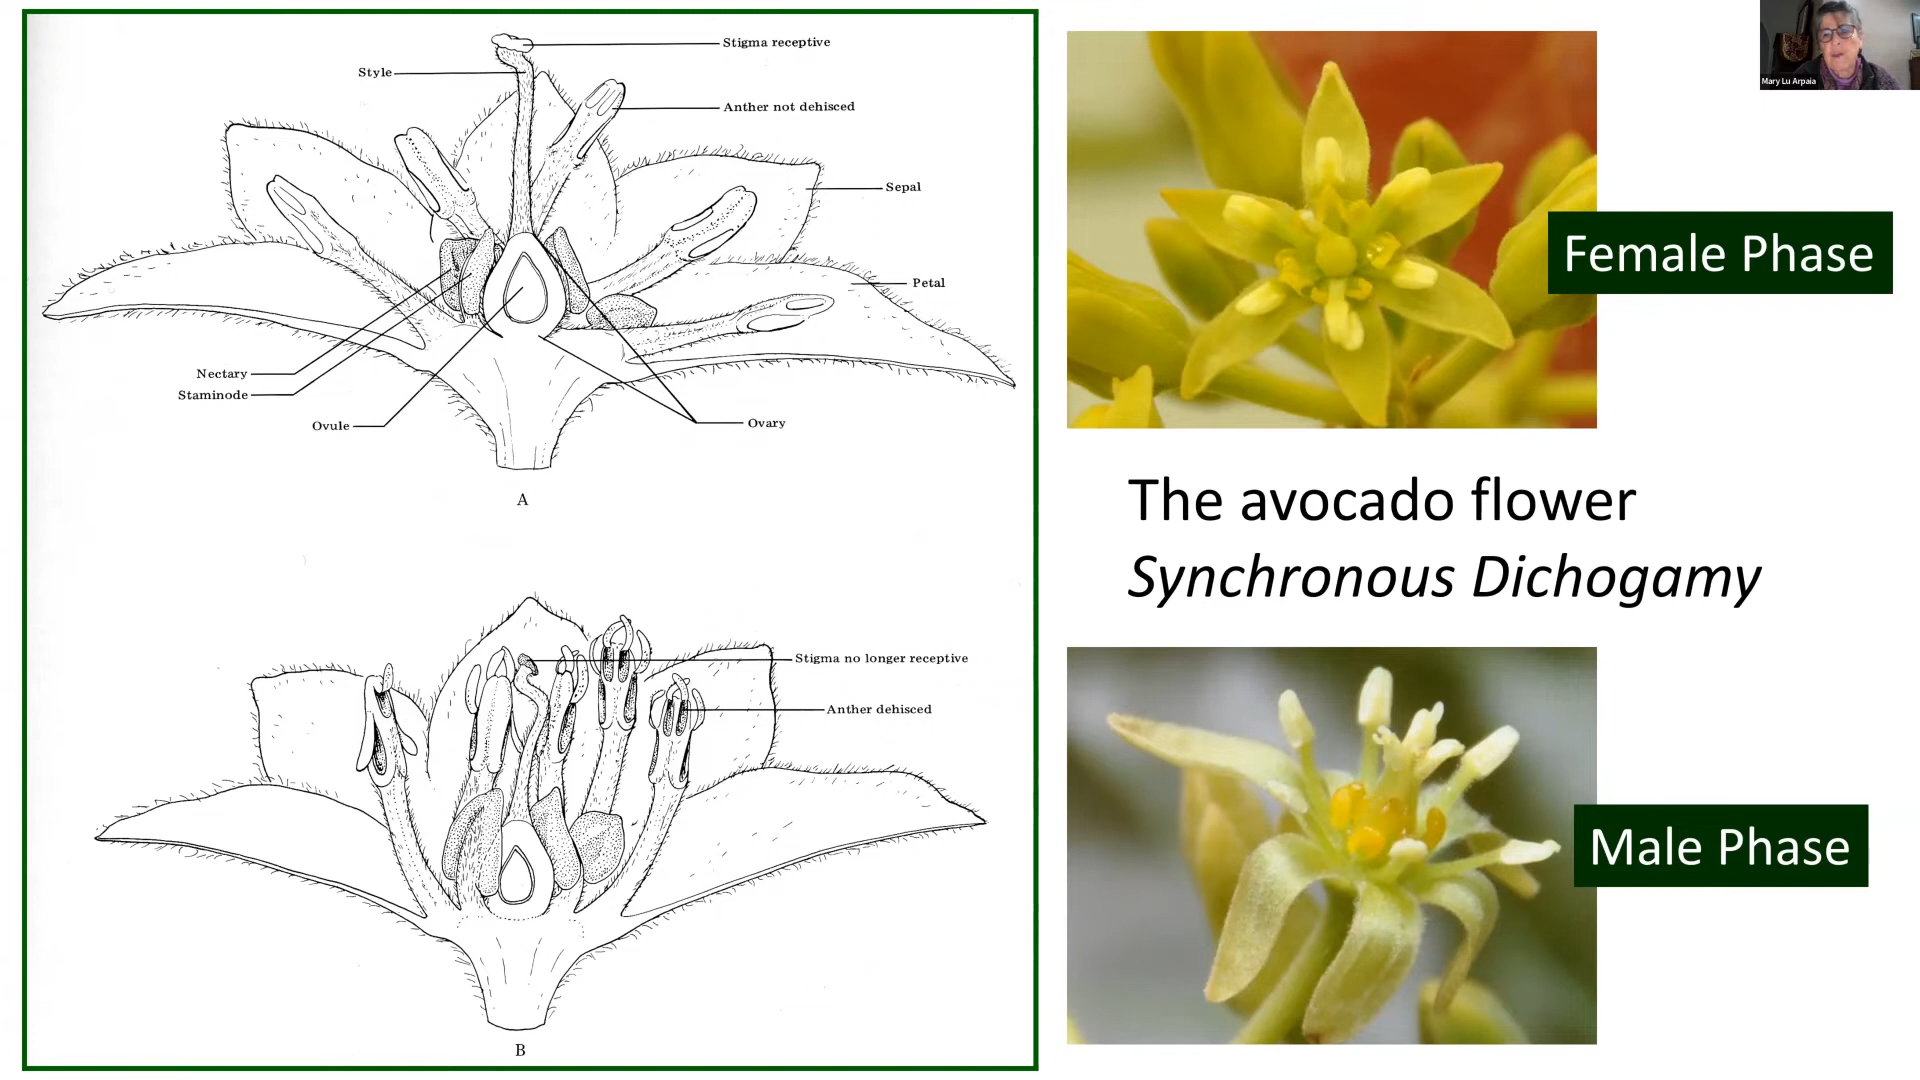 Stigma receptive
Style
Anther not dehisced
Sepal
Petal
Nectary
Staminode
Ovule
Ovary
A
Stigma no longer receptive
Anther dehisced
B
Female Phase
The avocado flower
Synchronous Dichogamy
Male Phase
Mary Lu Arpaia